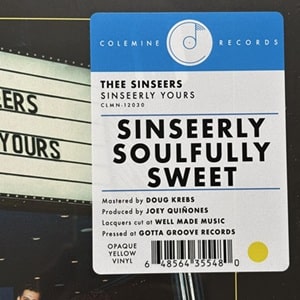 COLEMINE RECORDS
THEE SINSEERS
SINSEERLY YOURS
CLMN-12030
SINSEERLY
SOULFULLY
SWEET
Mastered by DOUG KREBS
Produced by JOEY QUIÑONES
Lacquers cut at WELL MADE MUSIC
Pressed at GOTTA GROOVE RECORDS
OPAQUE
YELLOW
VINYL
6 48564 35548 0
EERS
YOURS